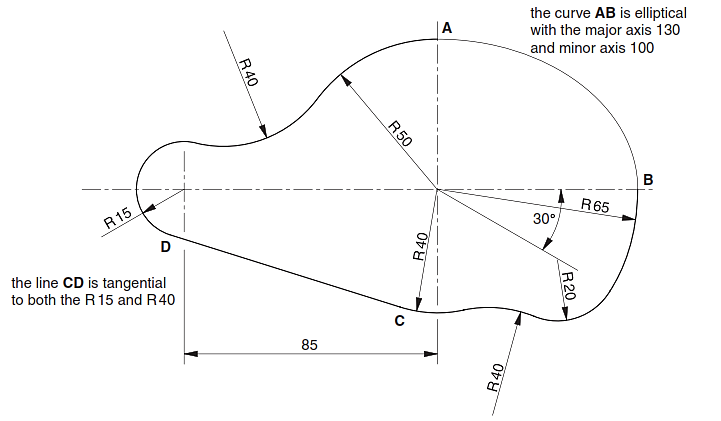 the curve AB is elliptical
with the major axis 130
and minor axis 100
A
R40
R50
B
R65
R15
30°
D
R40
R20
the line CD is tangential
to both the R15 and R40
C
85
R40